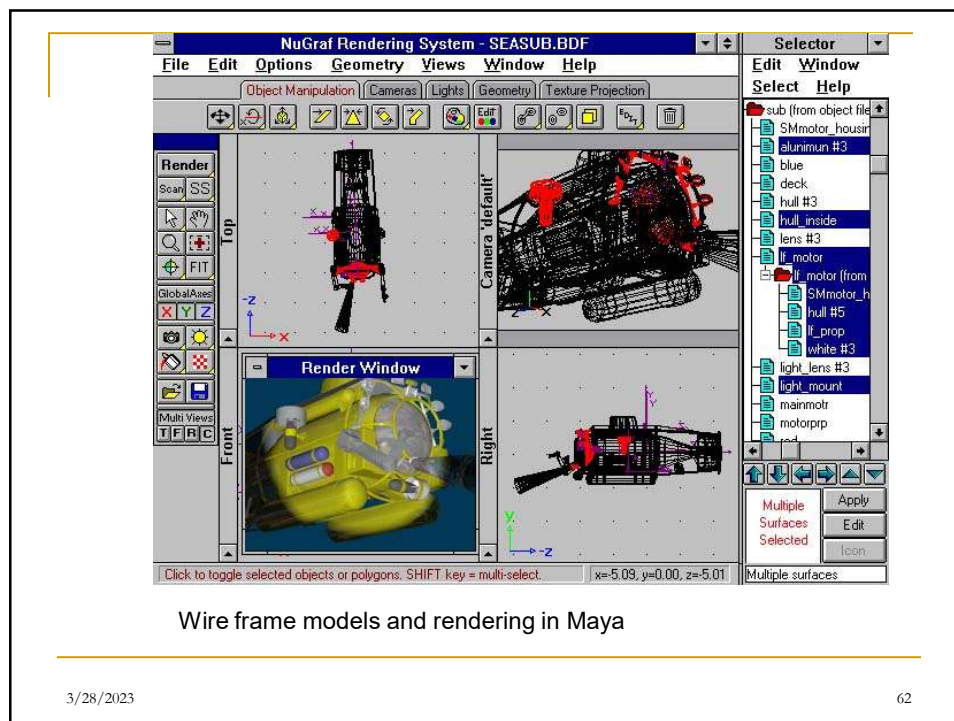 NuGraf Rendering System - SEASUB.BDF
File Edit Options Geometry Views Window Help
Object Manipulation Cameras Lights Geometry Texture Projection
Edit
EDIT
Render
Scan SS
FIT
GlobalAxes
X Y Z
Multi Views
T F R C
Top
X X
-Z
X
Camera 'default'
Z X
Front
Render Window
Right
Y Y
Y
-Z
Click to toggle selected objects or polygons. SHIFT key = multi-select.
x=-5.09, y=0.00, z=-5.01
Selector
Edit Window
Select Help
sub (from object file
SMmotor_housin
alunimun #3
blue
deck
hull #3
hull_inside
lens #3
lf_motor
lf_motor (from
SMmotor_h
hull #5
lf_prop
white #3
light_lens #3
light_mount
mainmotr
motorprp
Multiple
Surfaces
Selected
Apply
Edit
Icon
Multiple surfaces
Wire frame models and rendering in Maya
3/28/2023
62